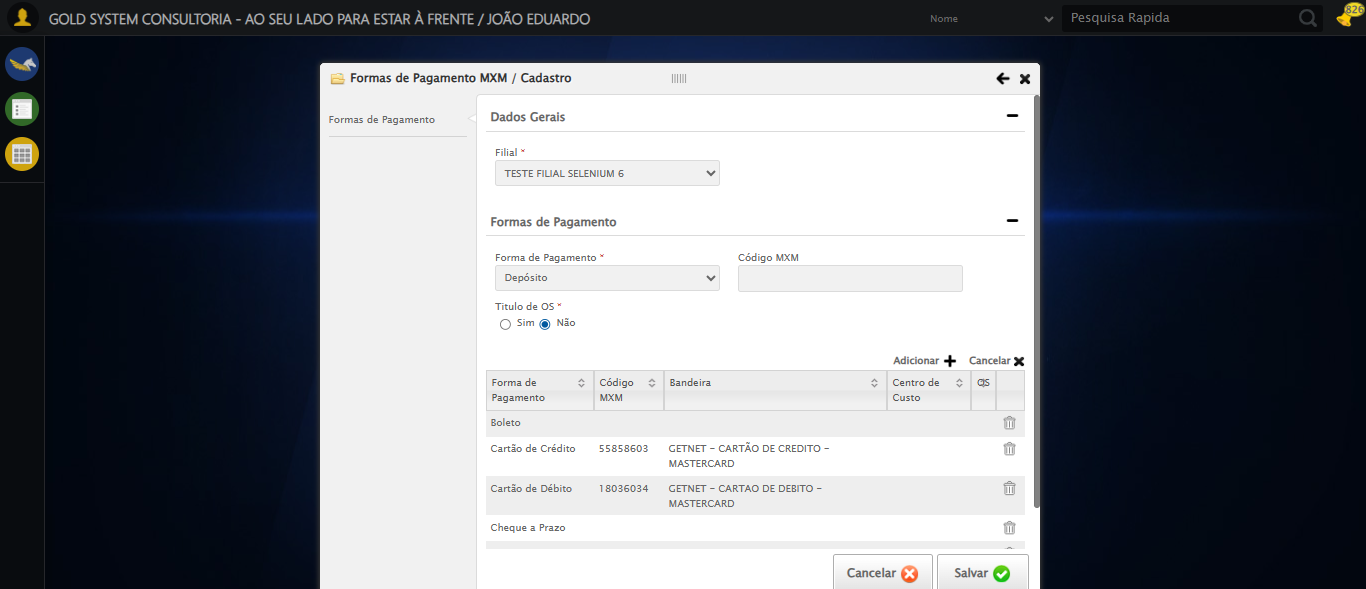 GOLD SYSTEM CONSULTORIA - AO SEU LADO PARA ESTAR À FRENTE / JOÃO EDUARDO
Nome
Pesquisa Rapida
826
Formas de Pagamento MXM / Cadastro
Formas de Pagamento
Dados Gerais
Filial *
TESTE FILIAL SELENIUM 6
Formas de Pagamento
Forma de Pagamento *
Código MXM
Depósito
Titulo de OS *
Sim
Não
Adicionar
Cancelar
Forma de
Pagamento
Código
MXM
Bandeira
Centro de
Custo
OS
Boleto
Cartão de Crédito
55858603
GETNET - CARTÃO DE CREDITO -
MASTERCARD
Cartão de Débito
18036034
GETNET - CARTAO DE DEBITO -
MASTERCARD
Cheque a Prazo
Cancelar
Salvar